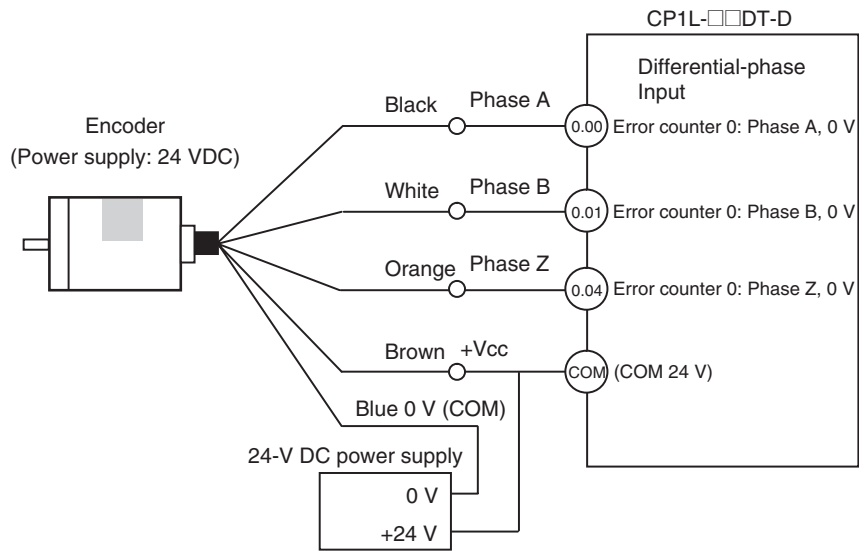 CP1L-□□DT-D
Differential-phase
Input
Encoder
(Power supply: 24 VDC)
Black
Phase A
0.00
Error counter 0: Phase A, 0 V
White
Phase B
0.01
Error counter 0: Phase B, 0 V
Orange
Phase Z
0.04
Error counter 0: Phase Z, 0 V
Brown
+Vcc
COM
(COM 24 V)
Blue 0 V (COM)
24-V DC power supply
0 V
+24 V